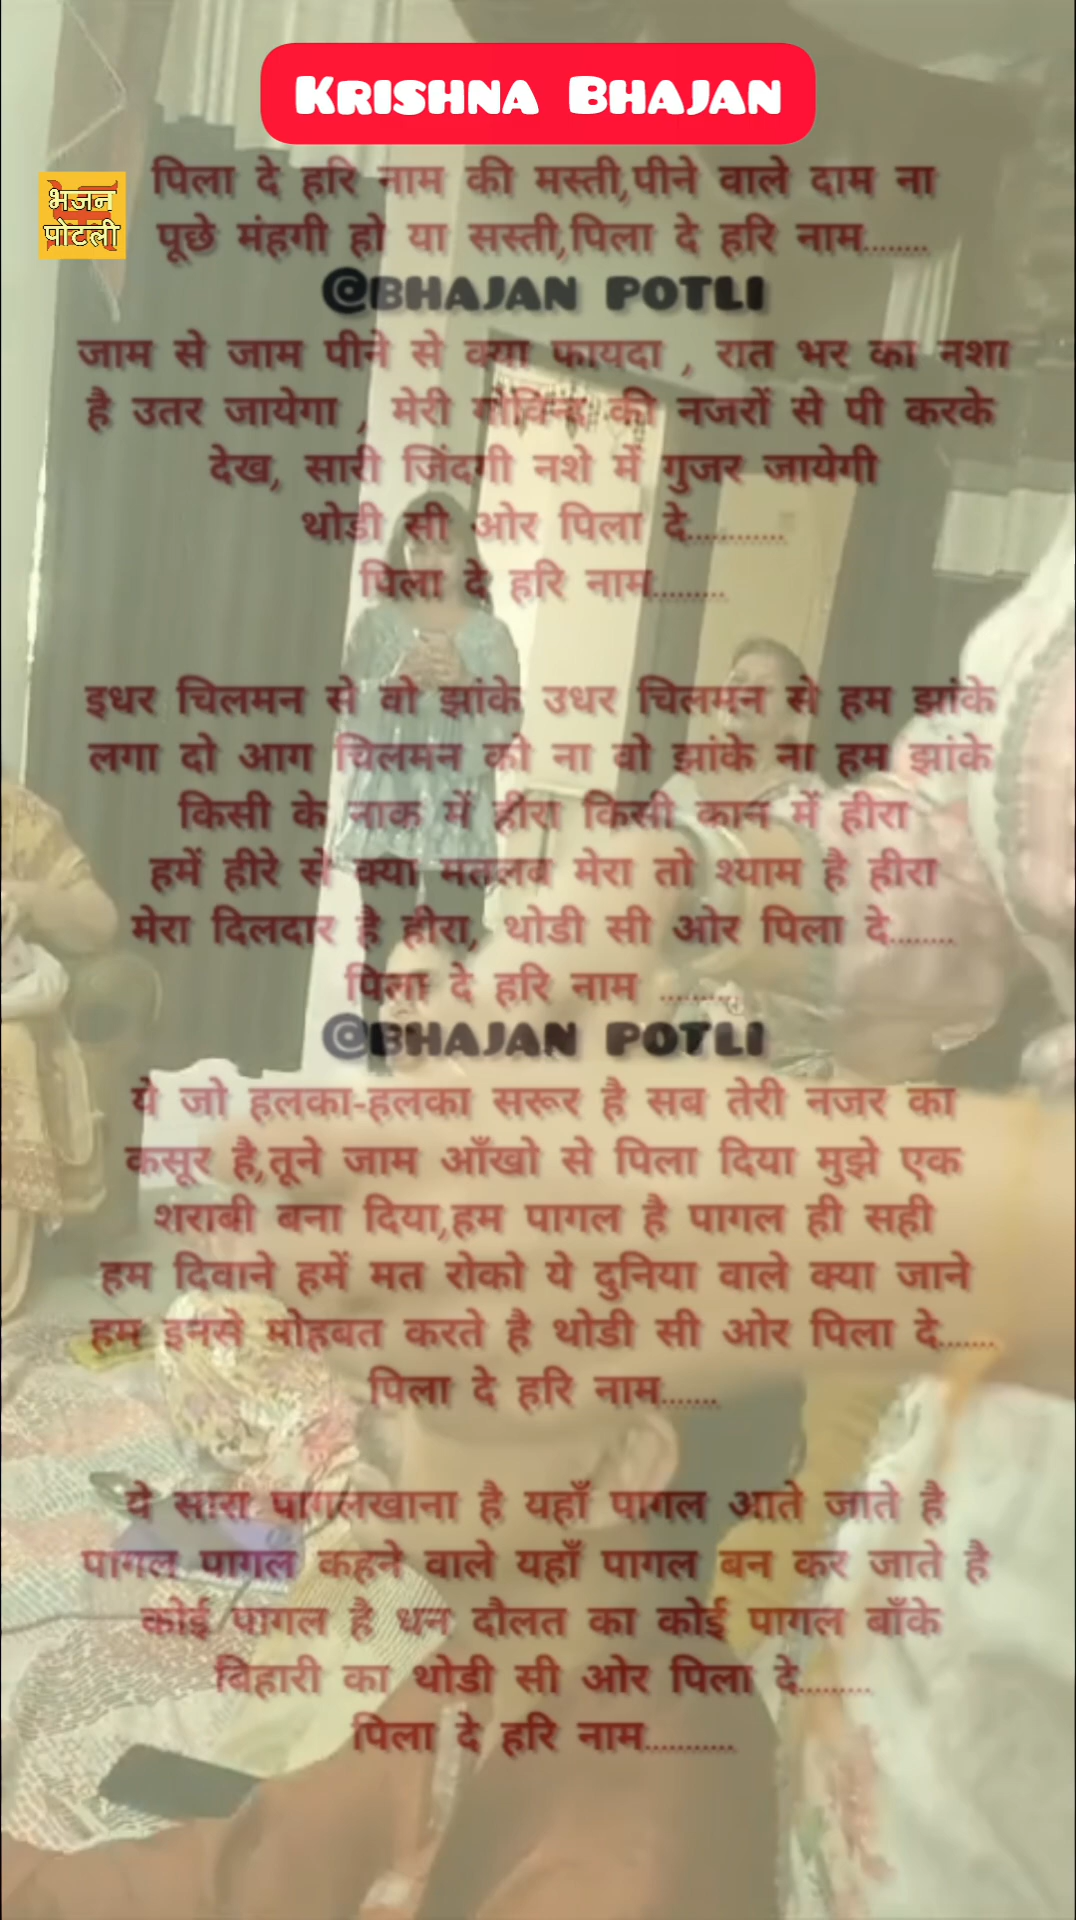 Krishna Bhajan
भजन
पोटली
पिला दे हरि नाम की मस्ती,पीने वाले दाम ना
पूछे मंहगी हो या सस्ती,पिला दे हरि नाम........
@BHAJAN POTLI
जाम से जाम पीने से क्या फायदा , रात भर का नशा
है उतर जायेगा , मेरी गोविन्द की नजरों से पी करके
देख, सारी जिंदगी नशे में गुजर जायेगी
थोडी सी ओर पिला दे............
पिला दे हरि नाम.........
इधर चिलमन से वो झांके उधर चिलमन से हम झांके
लगा दो आग चिलमन को ना वो झांके ना हम झांके
किसी के नाक में हीरा किसी कान में हीरा
हमें हीरे से क्या मतलब मेरा तो श्याम है हीरा
मेरा दिलदार है हीरा, थोडी सी ओर पिला दे........
पिला दे हरि नाम ..........
@BHAJAN POTLI
ये जो हलका-हलका सरूर है सब तेरी नजर का
कसूर है,तूने जाम आँखो से पिला दिया मुझे एक
शराबी बना दिया,हम पागल है पागल ही सही
हम दिवाने हमें मत रोको ये दुनिया वाले क्या जाने
हम इनसे मोहबत करते है थोडी सी ओर पिला दे.......
पिला दे हरि नाम.......
ये सारा पागलखाना है यहाँ पागल आते जाते है
पागल पागल कहने वाले यहाँ पागल बन कर जाते है
कोई पागल है धन दौलत का कोई पागल बाँके
बिहारी का थोडी सी ओर पिला दे.........
पिला दे हरि नाम...........